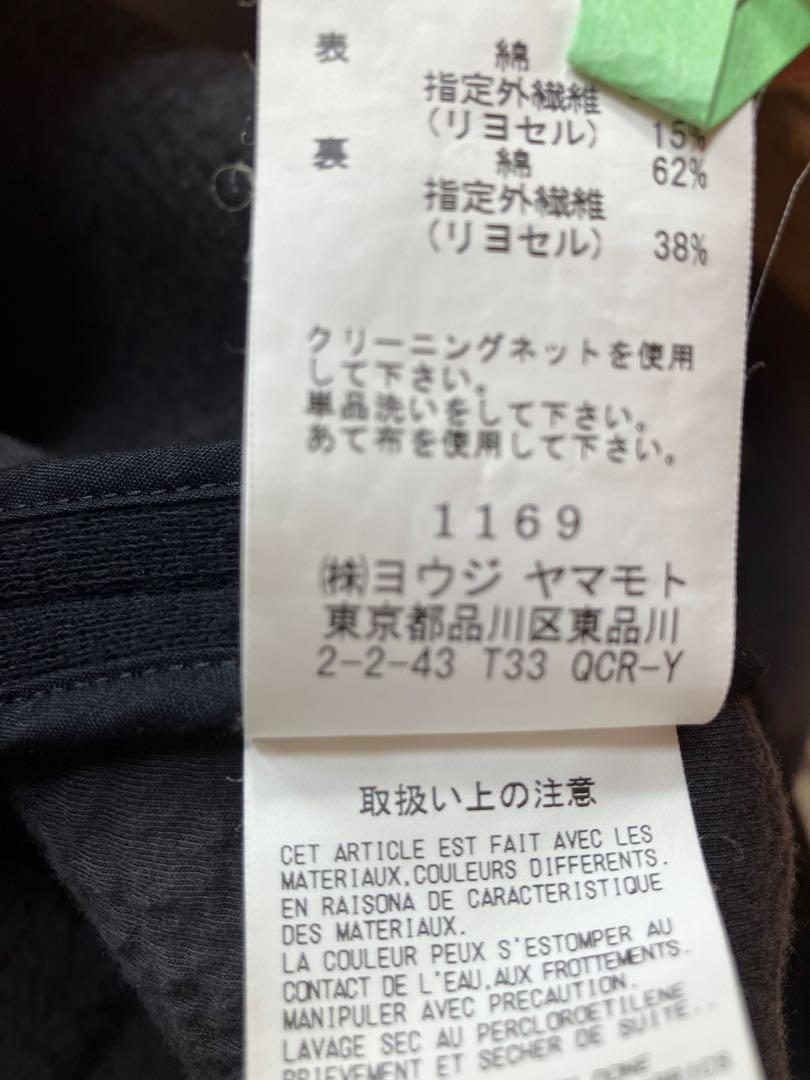 表 綿
指定外繊維
(リヨセル) 15%
裏 綿 62%
指定外繊維
(リヨセル) 38%
クリーニングネットを使用
して下さい。
単品洗いをして下さい。
あて布を使用して下さい。
1169
㈱ヨウジ ヤマモト
東京都品川区東品川
2-2-43 T33 QCR-Y
取扱い上の注意
CET ARTICLE EST FAIT AVEC LES
MATERIAUX,COULEURS DIFFERENTS.
EN RAISONA DE CARACTERISTIQUE
DES MATERIAUX.
LA COULEUR PEUX S'ESTOMPER AU
CONTACT DE L'EAU,AUX FROTTEMENTS.
MANIPULER AVEC PRECAUTION.
LAVAGE SEC AU PERCLOROETILENE
BRIEVEMENT ET SECHER DE SUITE..